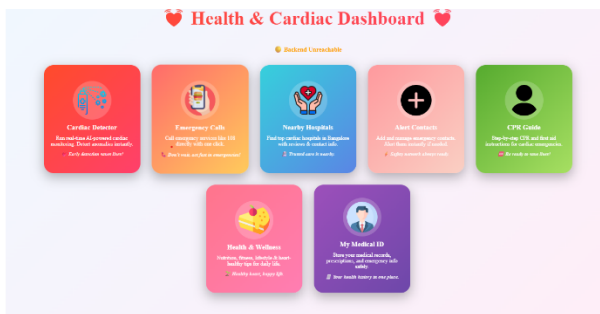 Health & Cardiac Dashboard
Backend Unreachable
Cardiac Detector
Run real-time AI-powered cardiac
monitoring. Detect anomalies instantly.
Early detection saves lives!
Emergency Calls
Call emergency services like 108
directly with one click.
Don't wait, act fast in emergencies!
Nearby Hospitals
Find top cardiac hospitals in Bangalore
with reviews & contact info.
Trusted care is nearby
Alert Contacts
Add and manage emergency contacts.
Alert them instantly if needed.
Safety network always ready
CPR Guide
Step-by-step CPR and first aid
instructions for cardiac emergencies.
Be ready to save lives!
Health & Wellness
Nutrition, fitness, lifestyle & heart-
healthy tips for daily life.
Healthy heart, happy life
My Medical ID
Store your medical records,
prescriptions, and emergency info
safely.
Your health history in one place.